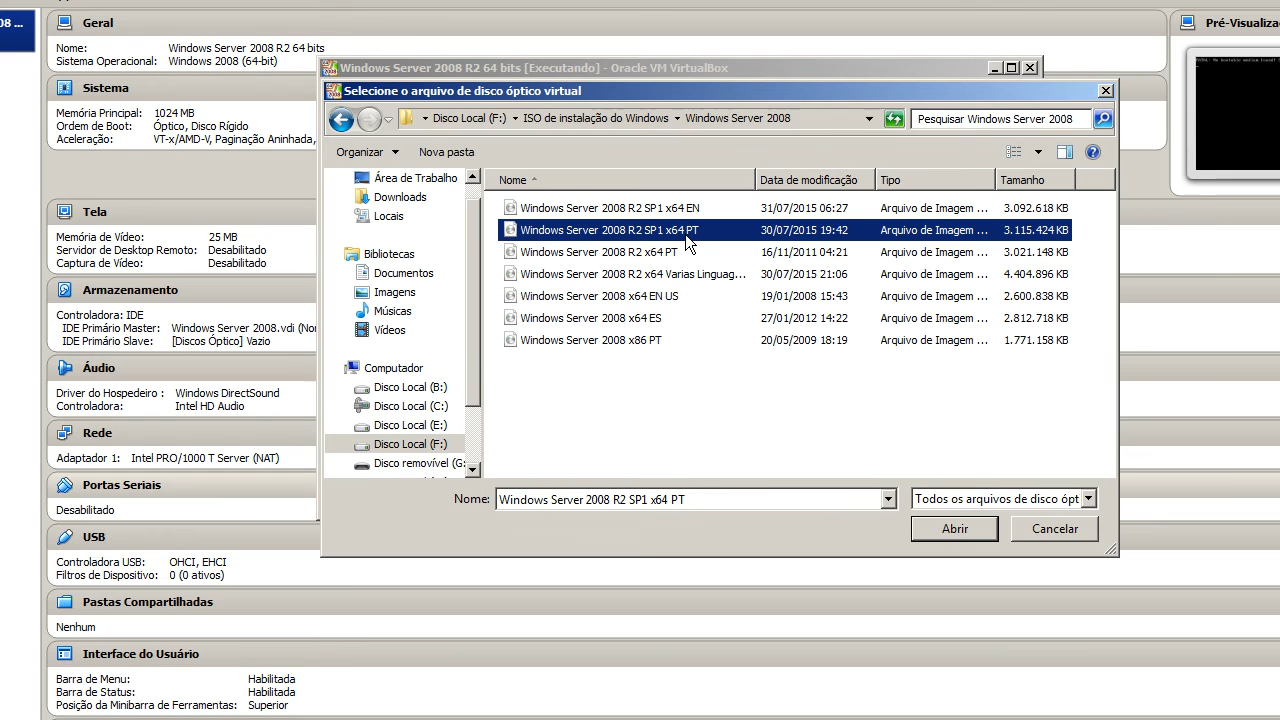 08 ...
Geral
Nome: Windows Server 2008 R2 64 bits
Sistema Operacional: Windows 2008 (64-bit)
Sistema
Memória Principal: 1024 MB
Ordem de Boot: Óptico, Disco Rígido
Aceleração: VT-x/AMD-V, Paginação Aninhada,
Tela
Memória de Vídeo: 25 MB
Servidor de Desktop Remoto: Desabilitado
Captura de Vídeo: Desabilitado
Armazenamento
Controladora: IDE
IDE Primário Master: Windows Server 2008.vdi (Nor
IDE Primário Slave: [Discos Óptico] Vazio
Áudio
Driver do Hospedeiro : Windows DirectSound
Controladora: Intel HD Audio
Rede
Adaptador 1: Intel PRO/1000 T Server (NAT)
Portas Seriais
Desabilitado
USB
Controladora USB: OHCI, EHCI
Filtros de Dispositivo: 0 (0 ativos)
Pastas Compartilhadas
Nenhum
Interface do Usuário
Barra de Menu: Habilitada
Barra de Status: Habilitada
Posição da Minibarra de Ferramentas: Superior
Pré-Visualiza
Windows Server 2008 R2 64 bits [Executando] - Oracle VM VirtualBox
Selecione o arquivo de disco óptico virtual
Disco Local (F:) ISO de instalação do Windows Windows Server 2008
Pesquisar Windows Server 2008
Organizar Nova pasta
Área de Trabalho
Downloads
Locais
Bibliotecas
Documentos
Imagens
Músicas
Vídeos
Computador
Disco Local (B:)
Disco Local (C:)
Disco Local (E:)
Disco Local (F:)
Disco removível (G:
Nome Data de modificação Tipo Tamanho
Windows Server 2008 R2 SP1 x64 EN 31/07/2015 06:27 Arquivo de Imagem ... 3.092.618 KB
Windows Server 2008 R2 SP1 x64 PT 30/07/2015 19:42 Arquivo de Imagem ... 3.115.424 KB
Windows Server 2008 R2 x64 PT 16/11/2011 04:21 Arquivo de Imagem ... 3.021.148 KB
Windows Server 2008 R2 x64 Varias Linguag... 30/07/2015 21:06 Arquivo de Imagem ... 4.404.896 KB
Windows Server 2008 x64 EN US 19/01/2008 15:43 Arquivo de Imagem ... 2.600.838 KB
Windows Server 2008 x64 ES 27/01/2012 14:22 Arquivo de Imagem ... 2.812.718 KB
Windows Server 2008 x86 PT 20/05/2009 18:19 Arquivo de Imagem ... 1.771.158 KB
Nome: Windows Server 2008 R2 SP1 x64 PT
Todos os arquivos de disco ópt
Abrir Cancelar